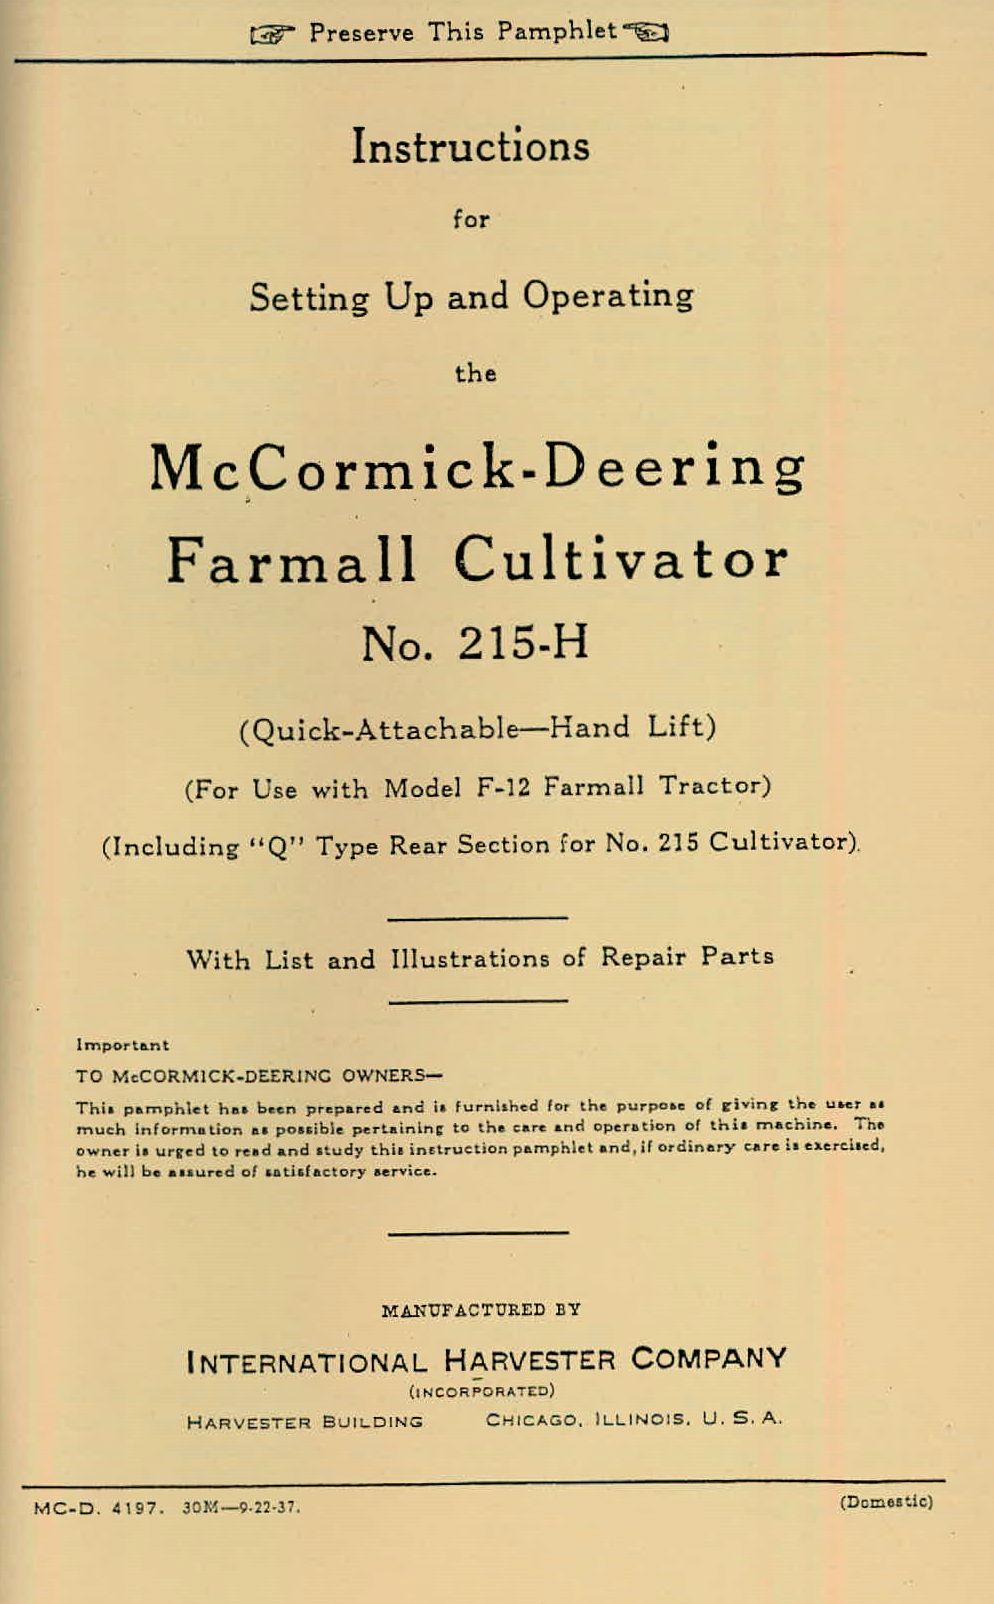 Preserve This Pamphlet
Instructions
for
Setting Up and Operating
the
McCormick-Deering
Farmall Cultivator
No. 215-H
(Quick-Attachable—Hand Lift)
(For Use with Model F-12 Farmall Tractor)
(Including "Q" Type Rear Section for No. 215 Cultivator).
With List and Illustrations of Repair Parts
Important
TO McCORMICK-DEERING OWNERS—
This pamphlet has been prepared and is furnished for the purpose of giving the user as
much information as possible pertaining to the care and operation of this machine. The
owner is urged to read and study this instruction pamphlet and, if ordinary care is exercised,
he will be assured of satisfactory service.
MANUFACTURED BY
INTERNATIONAL HARVESTER COMPANY
(INCORPORATED)
HARVESTER BUILDING CHICAGO, ILLINOIS, U. S. A.
MC-D. 4197. 30M—9-22-37. (Domestic)